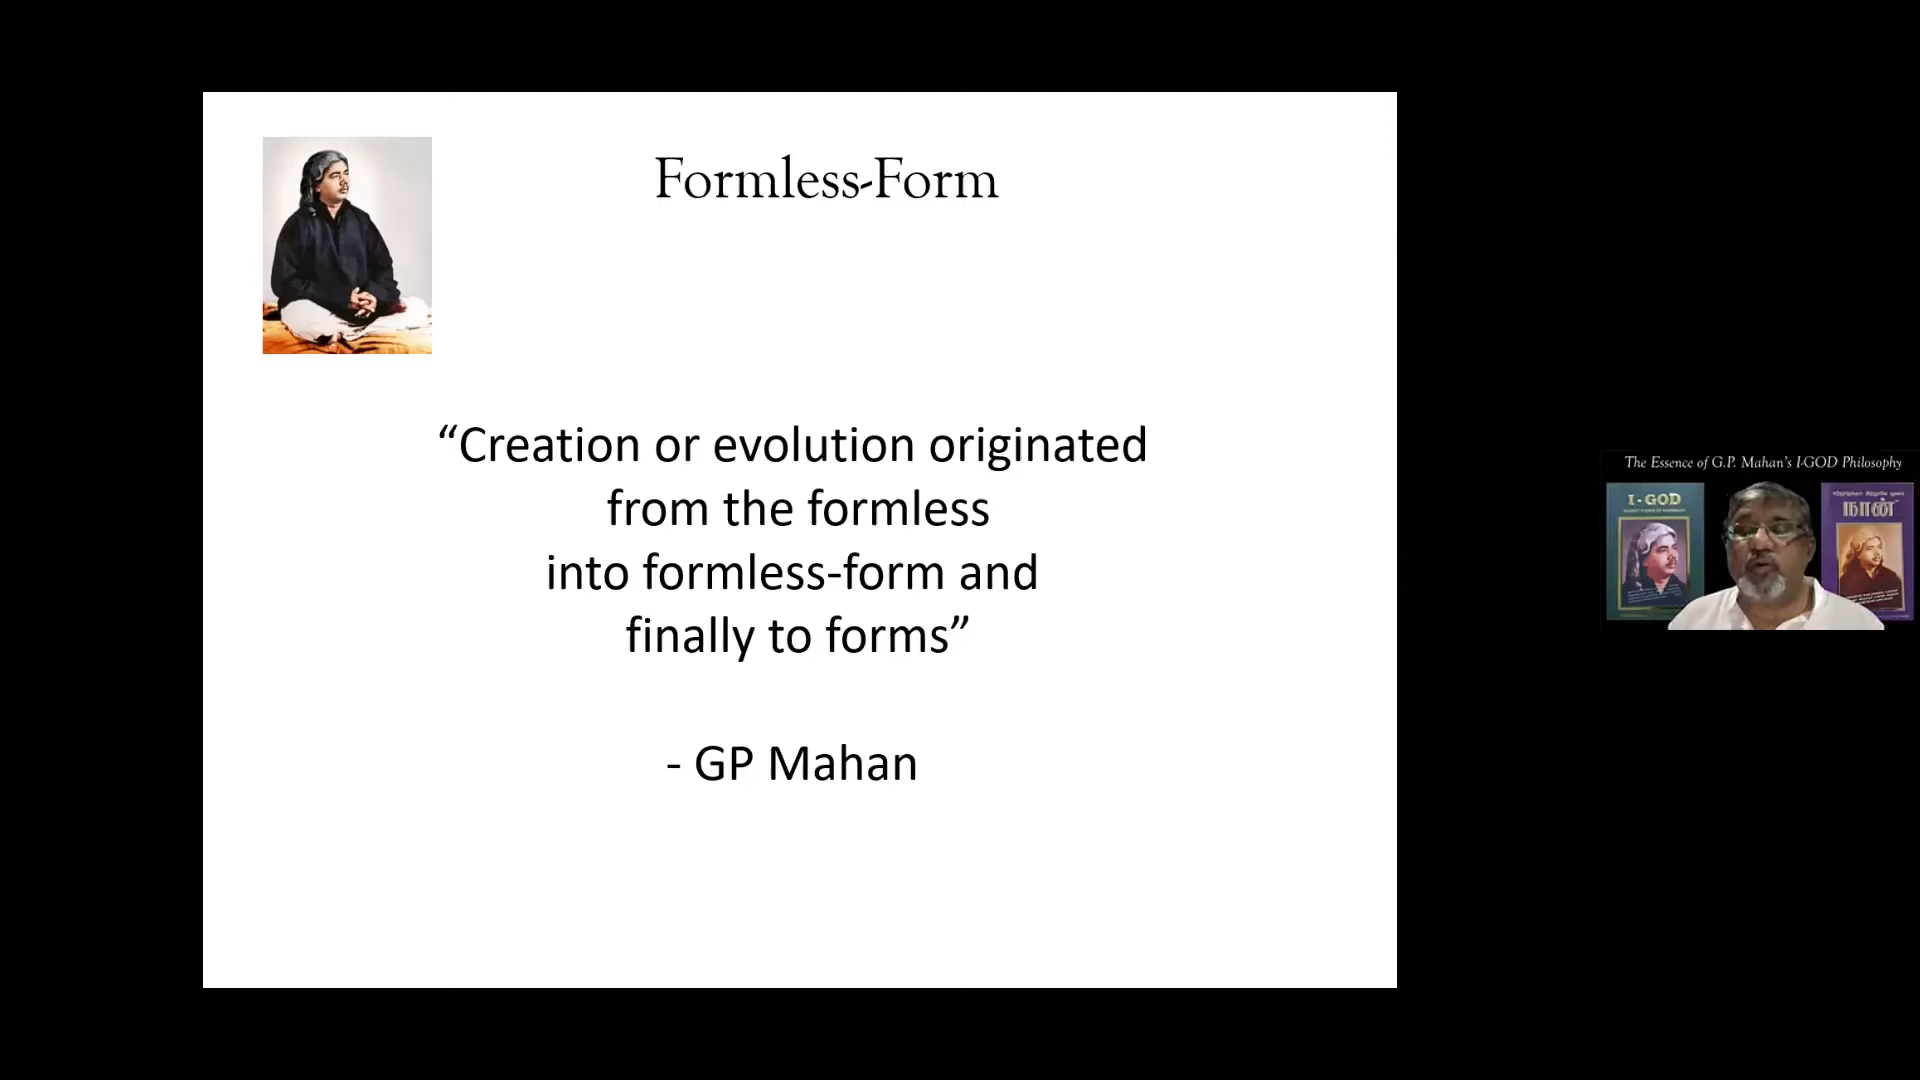 Formless-Form
“Creation or evolution originated
from the formless
into formless-form and
finally to forms”
- GP Mahan
The Essence of G.P. Mahan's I-GOD Philosophy
I-GOD
நான்